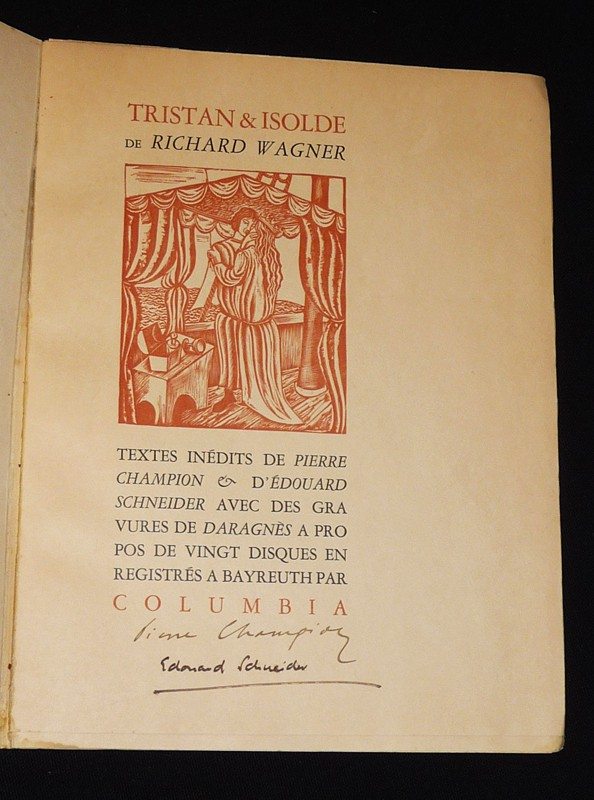 TRISTAN & ISOLDE
DE RICHARD WAGNER
TEXTES INÉDITS DE PIERRE
CHAMPION & D'ÉDOUARD
SCHNEIDER AVEC DES GRA
VURES DE DARAGNÈS A PRO
POS DE VINGT DISQUES EN
REGISTRÉS A BAYREUTH PAR
COLUMBIA
Pierre Champion
Edouard Schneider